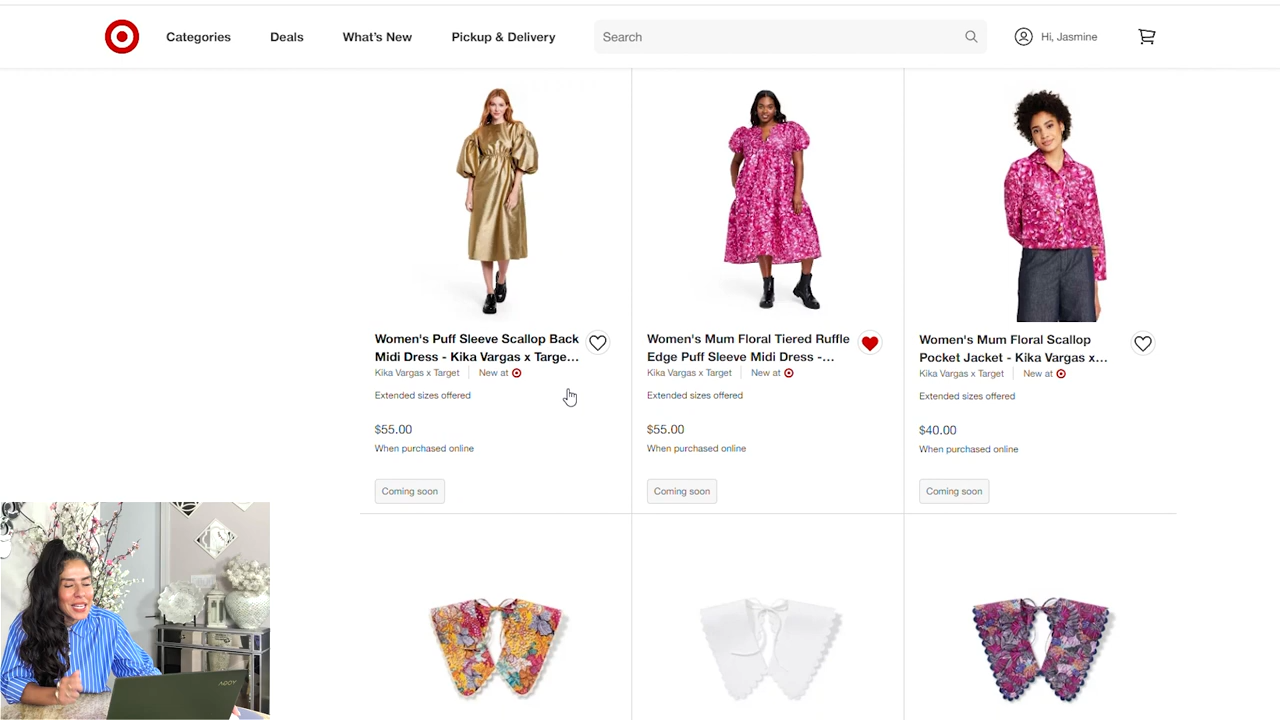 Categories
Deals
What's New
Pickup & Delivery
Search
Hi, Jasmine
Women's Puff Sleeve Scallop Back
Midi Dress - Kika Vargas x Targe...
Kika Vargas x Target
New at
Extended sizes offered
$55.00
When purchased online
Coming soon
Women's Mum Floral Tiered Ruffle
Edge Puff Sleeve Midi Dress -...
Kika Vargas x Target
New at
Extended sizes offered
$55.00
When purchased online
Coming soon
Women's Mum Floral Scallop
Pocket Jacket - Kika Vargas x...
Kika Vargas x Target
New at
Extended sizes offered
$40.00
When purchased online
Coming soon